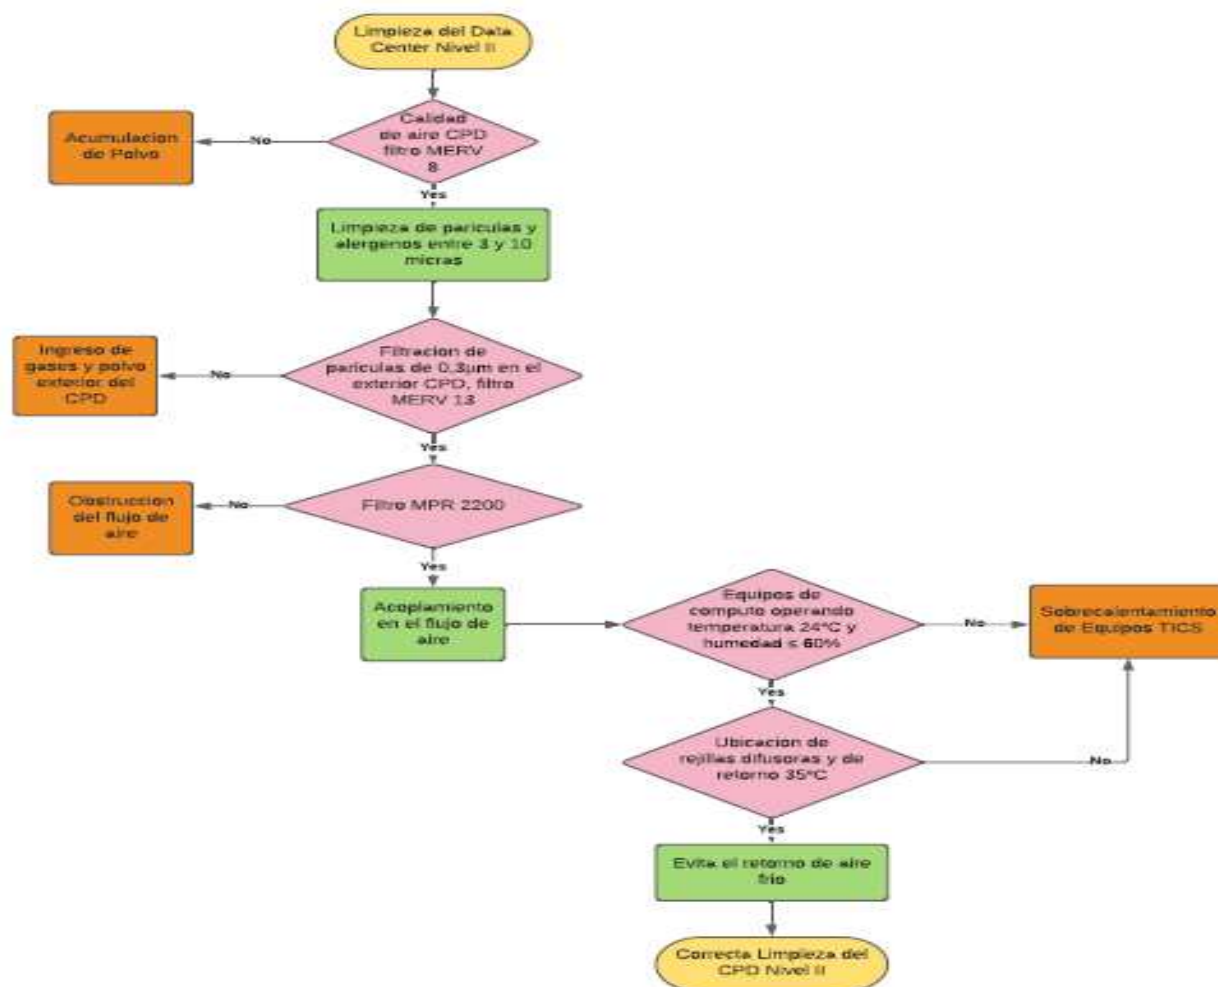 Limpieza del Data
Center Nivel II
Calidad
de aire CPD
filtro MERV
8
No
Acumulacion
de Polvo
Yes
Limpieza de pariculas y
alergenos entre 3 y 10
micras
Filtracion de
pariculas de 0,3µm en el
exterior CPD, filtro
MERV 13
No
Ingreso de
gases y polvo
exterior del
CPD
Yes
Filtro MPR 2200
No
Obstruccion
del flujo de
aire
Yes
Acoplamiento
en el flujo de
aire
Equipos de
computo operando
temperatura 24°C y
humedad ≤ 60%
No
Sobrecalentamiento
de Equipos TICS
Yes
Ubicacion de
rejillas difusoras y de
retorno 35°C
No
Yes
Evita el retorno de aire
frio
Correcta Limpieza del
CPD Nivel II